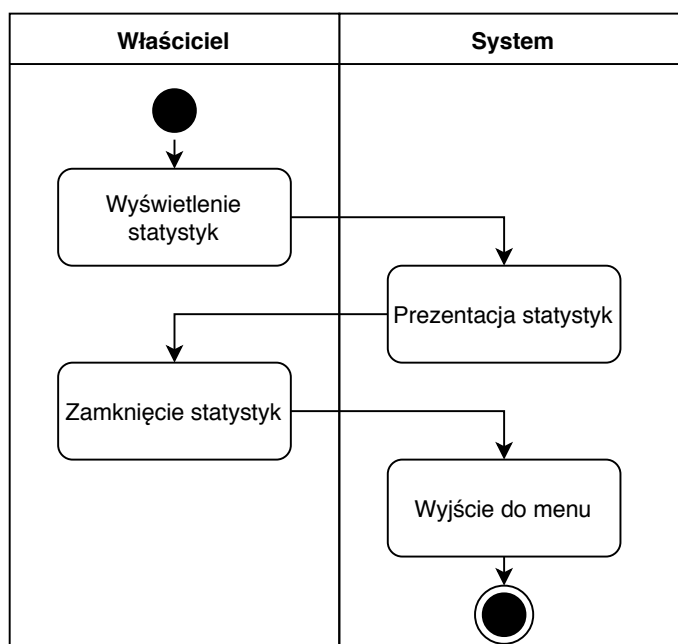 Właściciel
System
Wyświetlenie
statystyk
Prezentacja statystyk
Zamknięcie statystyk
Wyjście do menu